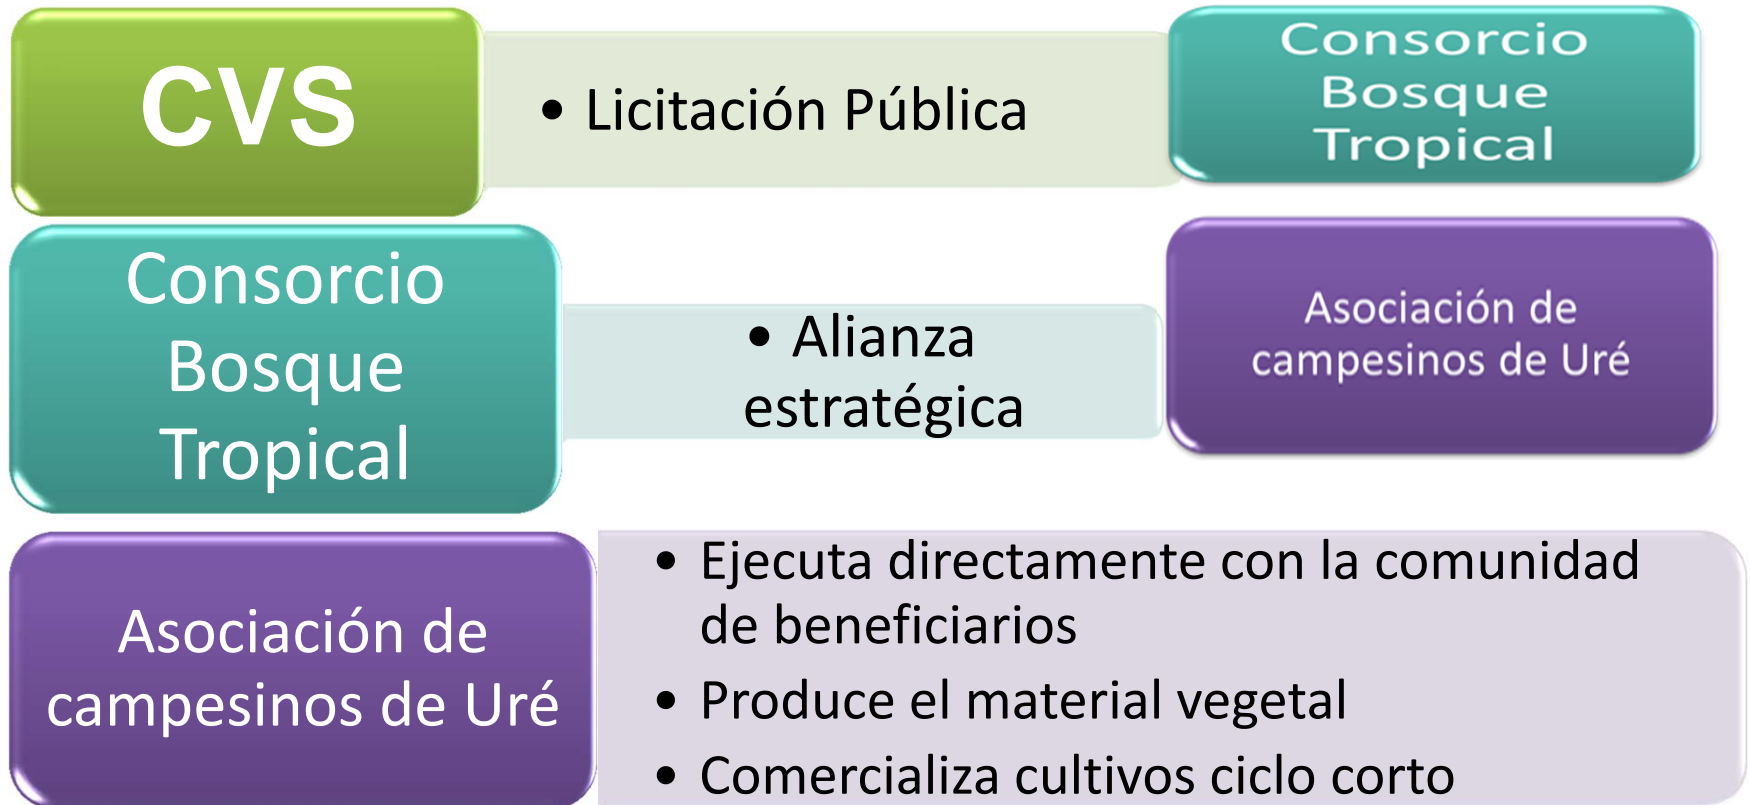 CVS
• Licitación Pública
Consorcio
Bosque
Tropical
Consorcio
Bosque
Tropical
• Alianza
estratégica
Asociación de
campesinos de Uré
Asociación de
campesinos de Uré
• Ejecuta directamente con la comunidad
de beneficiarios
• Produce el material vegetal
• Comercializa cultivos ciclo corto